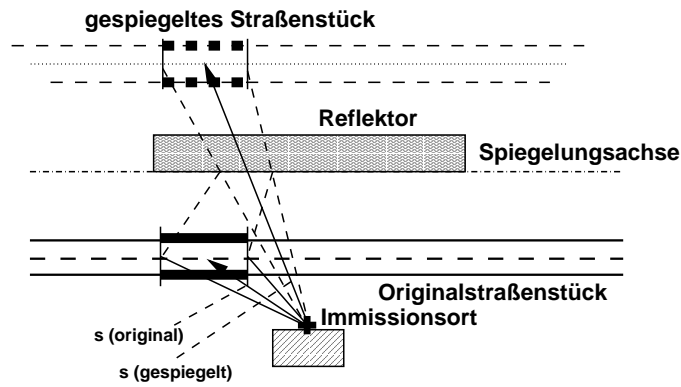 gespiegeltes Straßenstück
Reflektor
Spiegelungsachse
Originalstraßenstück
Immissionsort
s (original)
s (gespiegelt)